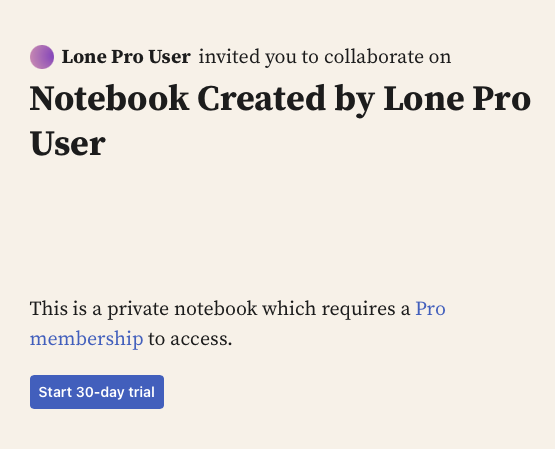 Lone Pro User invited you to collaborate on
Notebook Created by Lone Pro
User
This is a private notebook which requires a Pro
membership to access.
Start 30-day trial